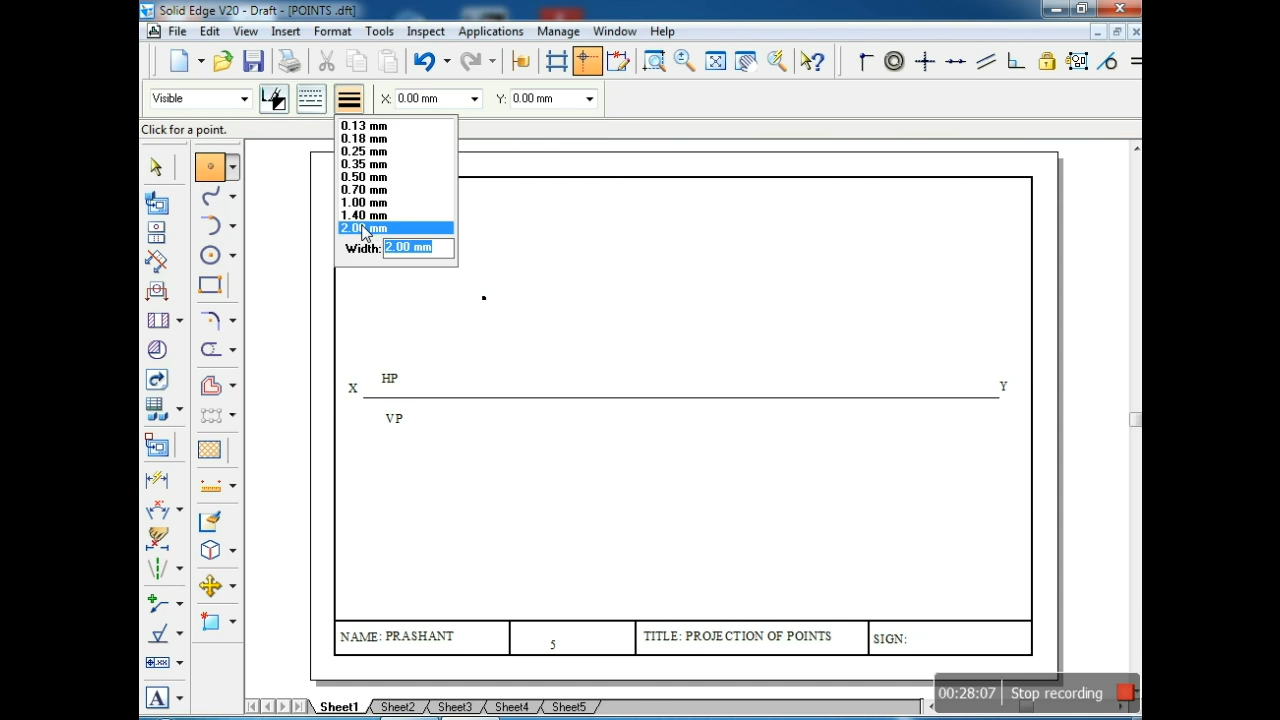 Solid Edge V20 - Draft - [POINTS .dft]
File Edit View Insert Format Tools Inspect Applications Manage Window Help
Visible X: 0.00 mm Y: 0.00 mm
Click for a point.
0.13 mm
0.18 mm
0.25 mm
0.35 mm
0.50 mm
0.70 mm
1.00 mm
1.40 mm
2.00 mm
Width: 2.00 mm
HP
X Y
VP
NAME: PRASHANT 5 TITLE: PROJECTION OF POINTS SIGN:
00:28:07 Stop recording
A Sheet1 Sheet2 Sheet3 Sheet4 Sheet5